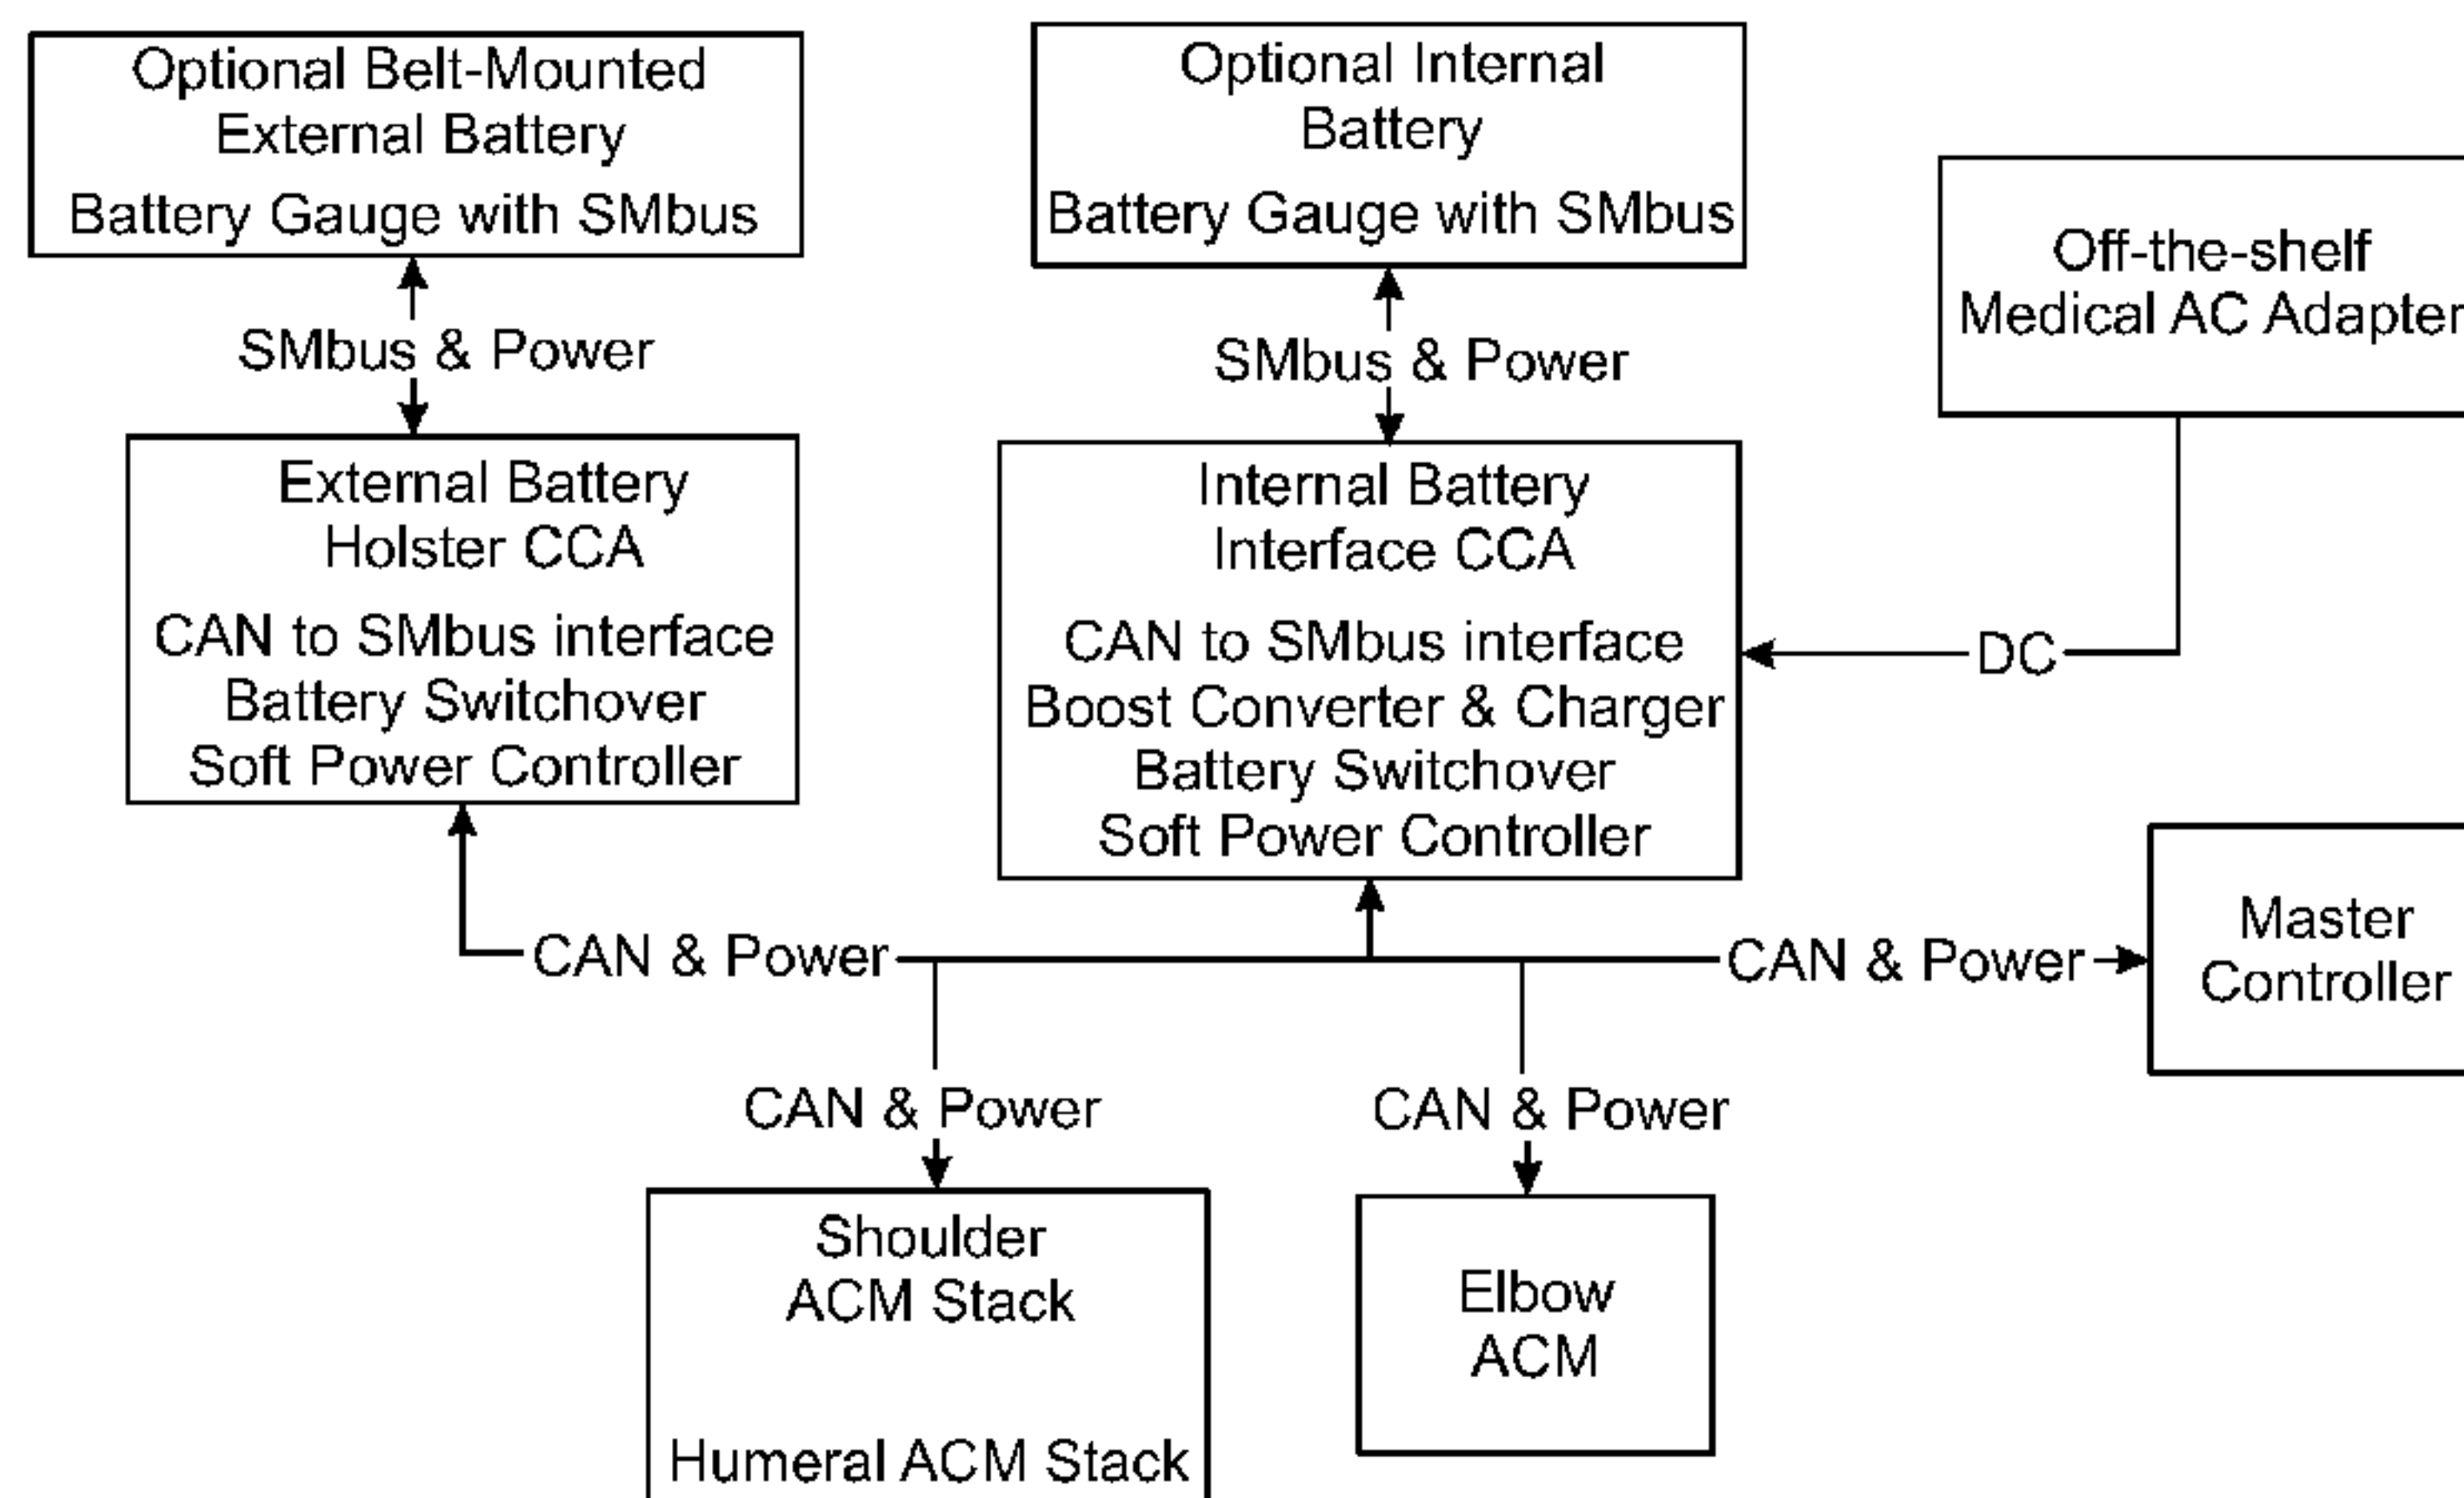 Optional Belt-Mounted
External Battery
Battery Gauge with SMbus
Optional Internal
Battery
Battery Gauge with SMbus
Off-the-shelf
Medical AC Adapter
SMbus & Power
SMbus & Power
External Battery
Holster CCA
CAN to SMbus interface
Battery Switchover
Soft Power Controller
Internal Battery
Interface CCA
CAN to SMbus interface
Boost Converter & Charger
Battery Switchover
Soft Power Controller
DC
CAN & Power
CAN & Power
Master
Controller
CAN & Power
CAN & Power
Shoulder
ACM Stack
Humeral ACM Stack
Elbow
ACM